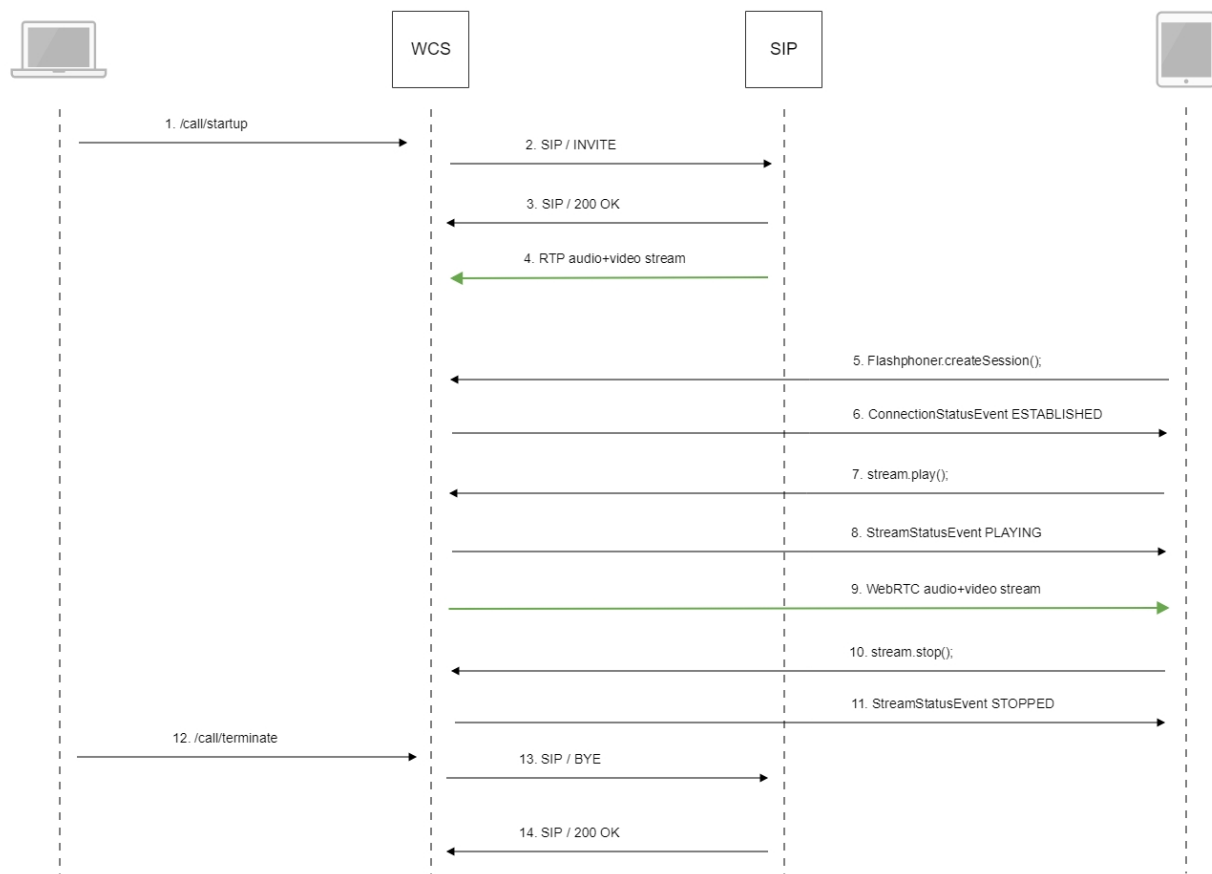 WCS
SIP
1. /call/startup
2. SIP / INVITE
3. SIP / 200 OK
4. RTP audio+video stream
5. Flashphoner.createSession();
6. ConnectionStatusEvent ESTABLISHED
7. stream.play();
8. StreamStatusEvent PLAYING
9. WebRTC audio+video stream
10. stream.stop();
11. StreamStatusEvent STOPPED
12. /call/terminate
13. SIP / BYE
14. SIP / 200 OK